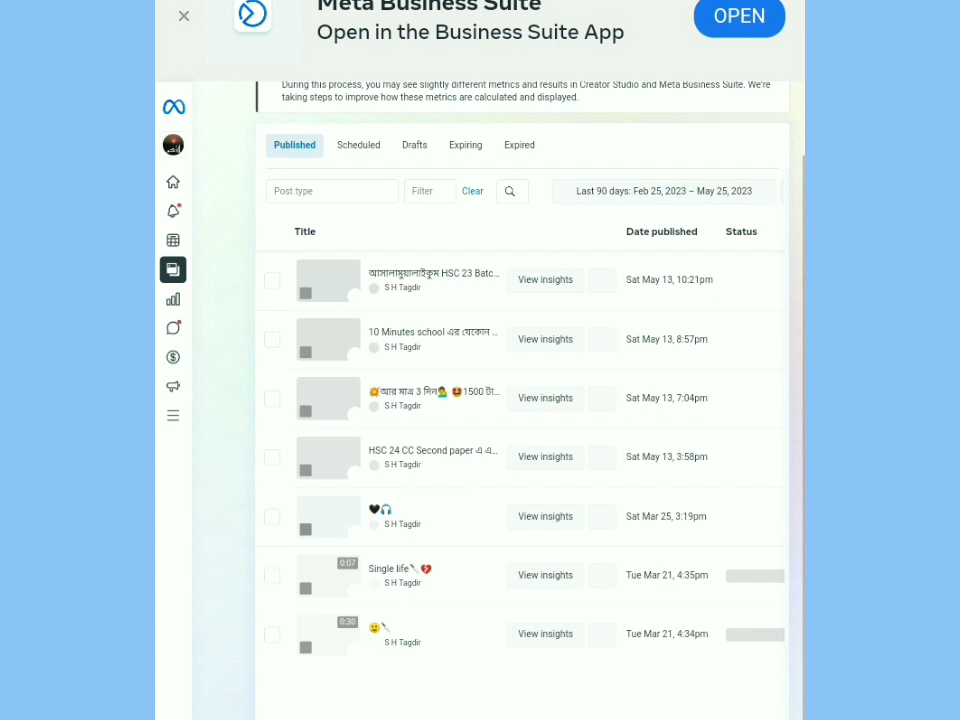 Meta Business Suite
Open in the Business Suite App
OPEN
During this process, you may see slightly different metrics and results in Creator Studio and Meta Business Suite. We're
taking steps to improve how these metrics are calculated and displayed.
Published Scheduled Drafts Expiring Expired
Post type Filter Clear Last 90 days: Feb 25, 2023 – May 25, 2023
Title Date published Status
আসালামুয়ালাইকুম HSC 23 Batc... View insights Sat May 13, 10:21pm
S H Tagdir
10 Minutes school এর যেকোন ... View insights Sat May 13, 8:57pm
S H Tagdir
💥আর মাত্র 3 দিন🤷 🤩1500 টা... View insights Sat May 13, 7:04pm
S H Tagdir
HSC 24 CC Second paper এ এ... View insights Sat May 13, 3:58pm
S H Tagdir
🖤🎧 View insights Sat Mar 25, 3:19pm
S H Tagdir
0:07 Single life🔪💔 View insights Tue Mar 21, 4:35pm
S H Tagdir
0:30 🙂🔪 View insights Tue Mar 21, 4:34pm
S H Tagdir